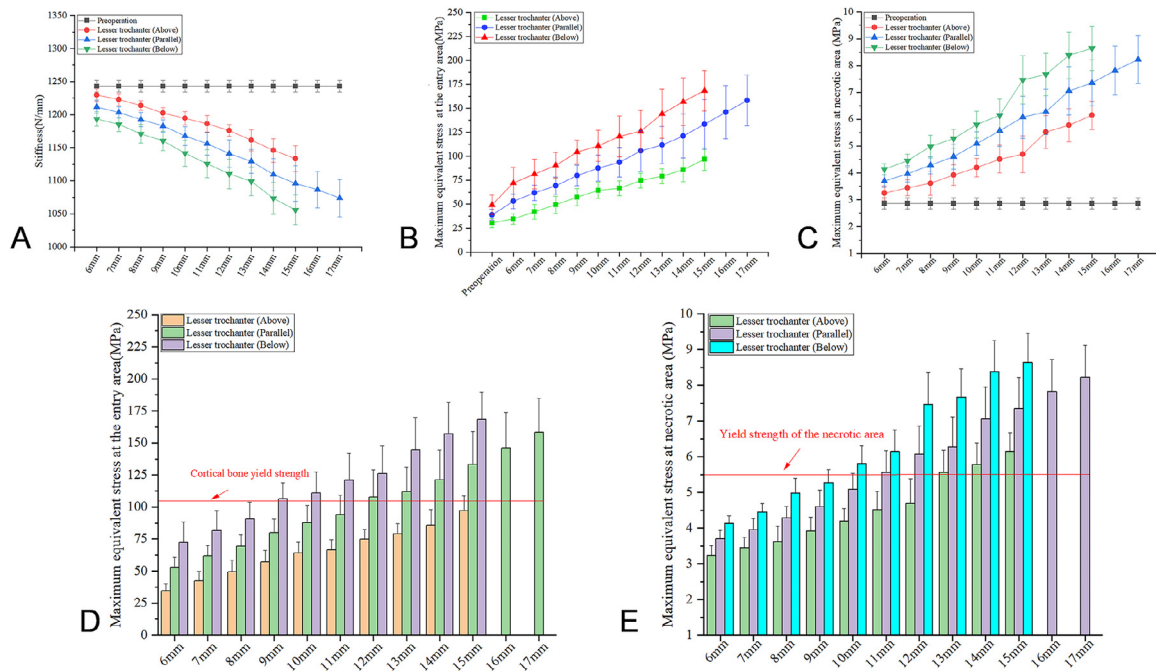 Stiffness(N/mm)
1350
1300
1250
1200
1150
1100
1050
1000
Preoperation
Lesser trochanter (Above)
Lesser trochanter (Parallel)
Lesser trochanter (Below)
6mm 7mm 8mm 9mm 10mm 11mm 12mm 13mm 14mm 15mm 16mm 17mm
A
Maximum equivalent stress at the entry area(MPa)
250
225
200
175
150
125
100
75
50
25
0
Lesser trochanter (Above)
Lesser trochanter (Parallel)
Lesser trochanter (Below)
Preoperation 6mm 7mm 8mm 9mm 10mm 11mm 12mm 13mm 14mm 15mm 16mm 17mm
B
Maximum equivalent stress at necrotic area (MPa)
10
9
8
7
6
5
4
3
2
1
Preoperation
Lesser trochanter (Above)
Lesser trochanter (Parallel)
Lesser trochanter (Below)
6mm 7mm 8mm 9mm 10mm 11mm 12mm 13mm 14mm 15mm 16mm 17mm
C
Maximum equivalent stress at the entry area(MPa)
250
225
200
175
150
125
100
75
50
25
0
Lesser trochanter (Above)
Lesser trochanter (Parallel)
Lesser trochanter (Below)
Cortical bone yield strength
6mm 7mm 8mm 9mm 10mm 11mm 12mm 13mm 14mm 15mm 16mm 17mm
D
Maximum equivalent stress at necrotic area (MPa)
10
9
8
7
6
5
4
3
2
1
Lesser trochanter (Above)
Lesser trochanter (Parallel)
Lesser trochanter (Below)
Yield strength of the necrotic area
6mm 7mm 8mm 9mm 10mm 11mm 12mm 13mm 14mm 15mm 16mm 17mm
E